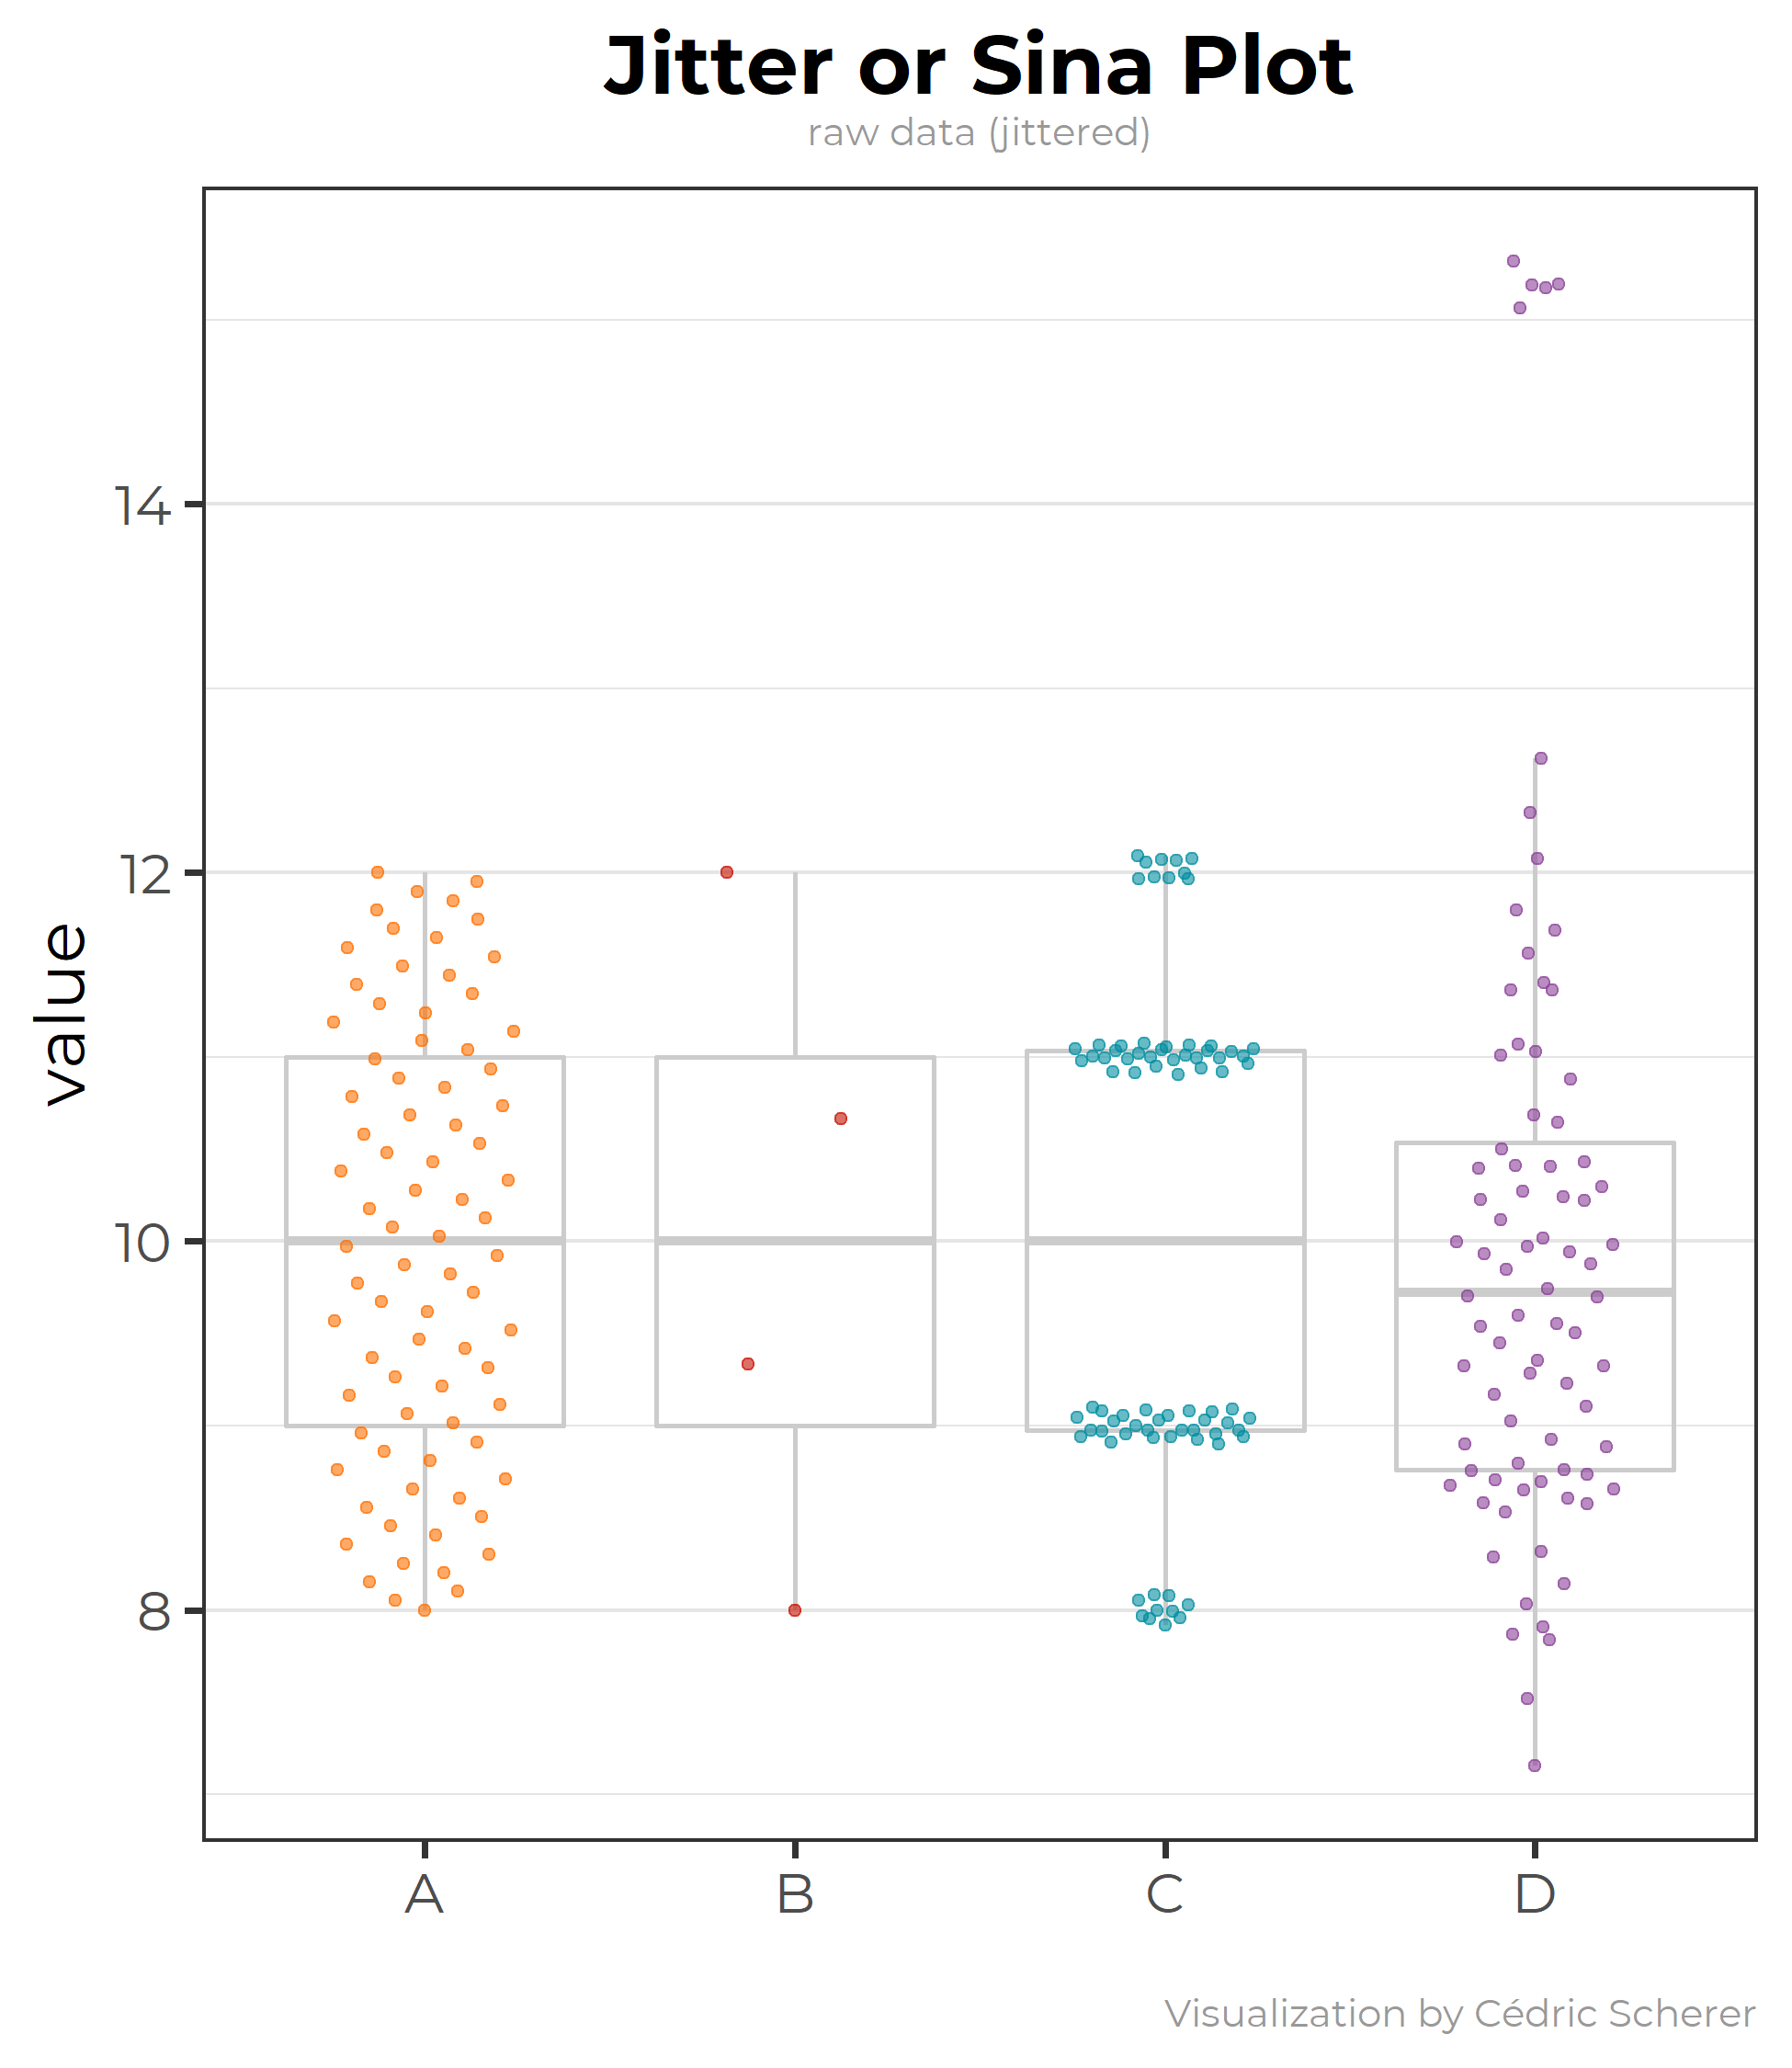 Jitter or Sina Plot
raw data (jittered)
value
14
12
10
8
A B C D
Visualization by Cédric Scherer